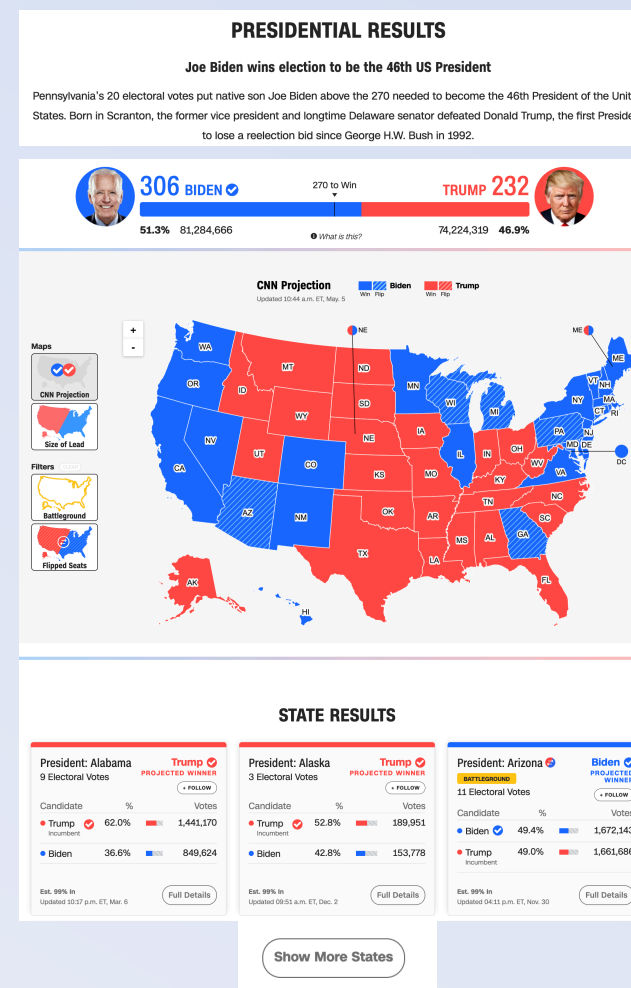 PRESIDENTIAL RESULTS
Joe Biden wins election to be the 46th US President
Pennsylvania's 20 electoral votes put native son Joe Biden above the 270 needed to become the 46th President of the Unit
States. Born in Scranton, the former vice president and longtime Delaware senator defeated Donald Trump, the first Preside
to lose a reelection bid since George H.W. Bush in 1992.
306 BIDEN 270 to Win TRUMP 232
51.3% 81,284,666 What is this? 74,224,319 46.9%
CNN Projection Biden Trump
Updated 10:44 a.m. ET, May. 5 Win Flip Win Flip
+
-
Maps
CNN Projection
Size of Lead
Filters CLEAR
Battleground
Flipped Seats
NE
ME
WA
MT
ND
MN
ME
OR
ID
SD
WI
MI
VT
NH
NY
MA
CT
RI
WY
NE
IA
PA
NJ
MD
DE
DC
NV
UT
CO
IL
IN
OH
WV
VA
CA
KS
MO
KY
AZ
NM
OK
AR
TN
NC
SC
TX
LA
MS
AL
GA
FL
AK
HI
STATE RESULTS
President: Alabama Trump
9 Electoral Votes PROJECTED WINNER
+ FOLLOW
Candidate % Votes
Trump 62.0% 1,441,170
Incumbent
Biden 36.6% 849,624
Est. 99% In
Updated 10:17 p.m. ET, Mar. 6
Full Details
President: Alaska Trump
3 Electoral Votes PROJECTED WINNER
+ FOLLOW
Candidate % Votes
Trump 52.8% 189,951
Incumbent
Biden 42.8% 153,778
Est. 99% In
Updated 09:51 a.m. ET, Dec. 2
Full Details
President: Arizona Biden
BATTLEGROUND PROJECTED
WINNER
11 Electoral Votes + FOLLOW
Candidate % Votes
Biden 49.4% 1,672,143
Trump 49.0% 1,661,686
Incumbent
Est. 99% In
Updated 04:11 p.m. ET, Nov. 30
Full Details
Show More States